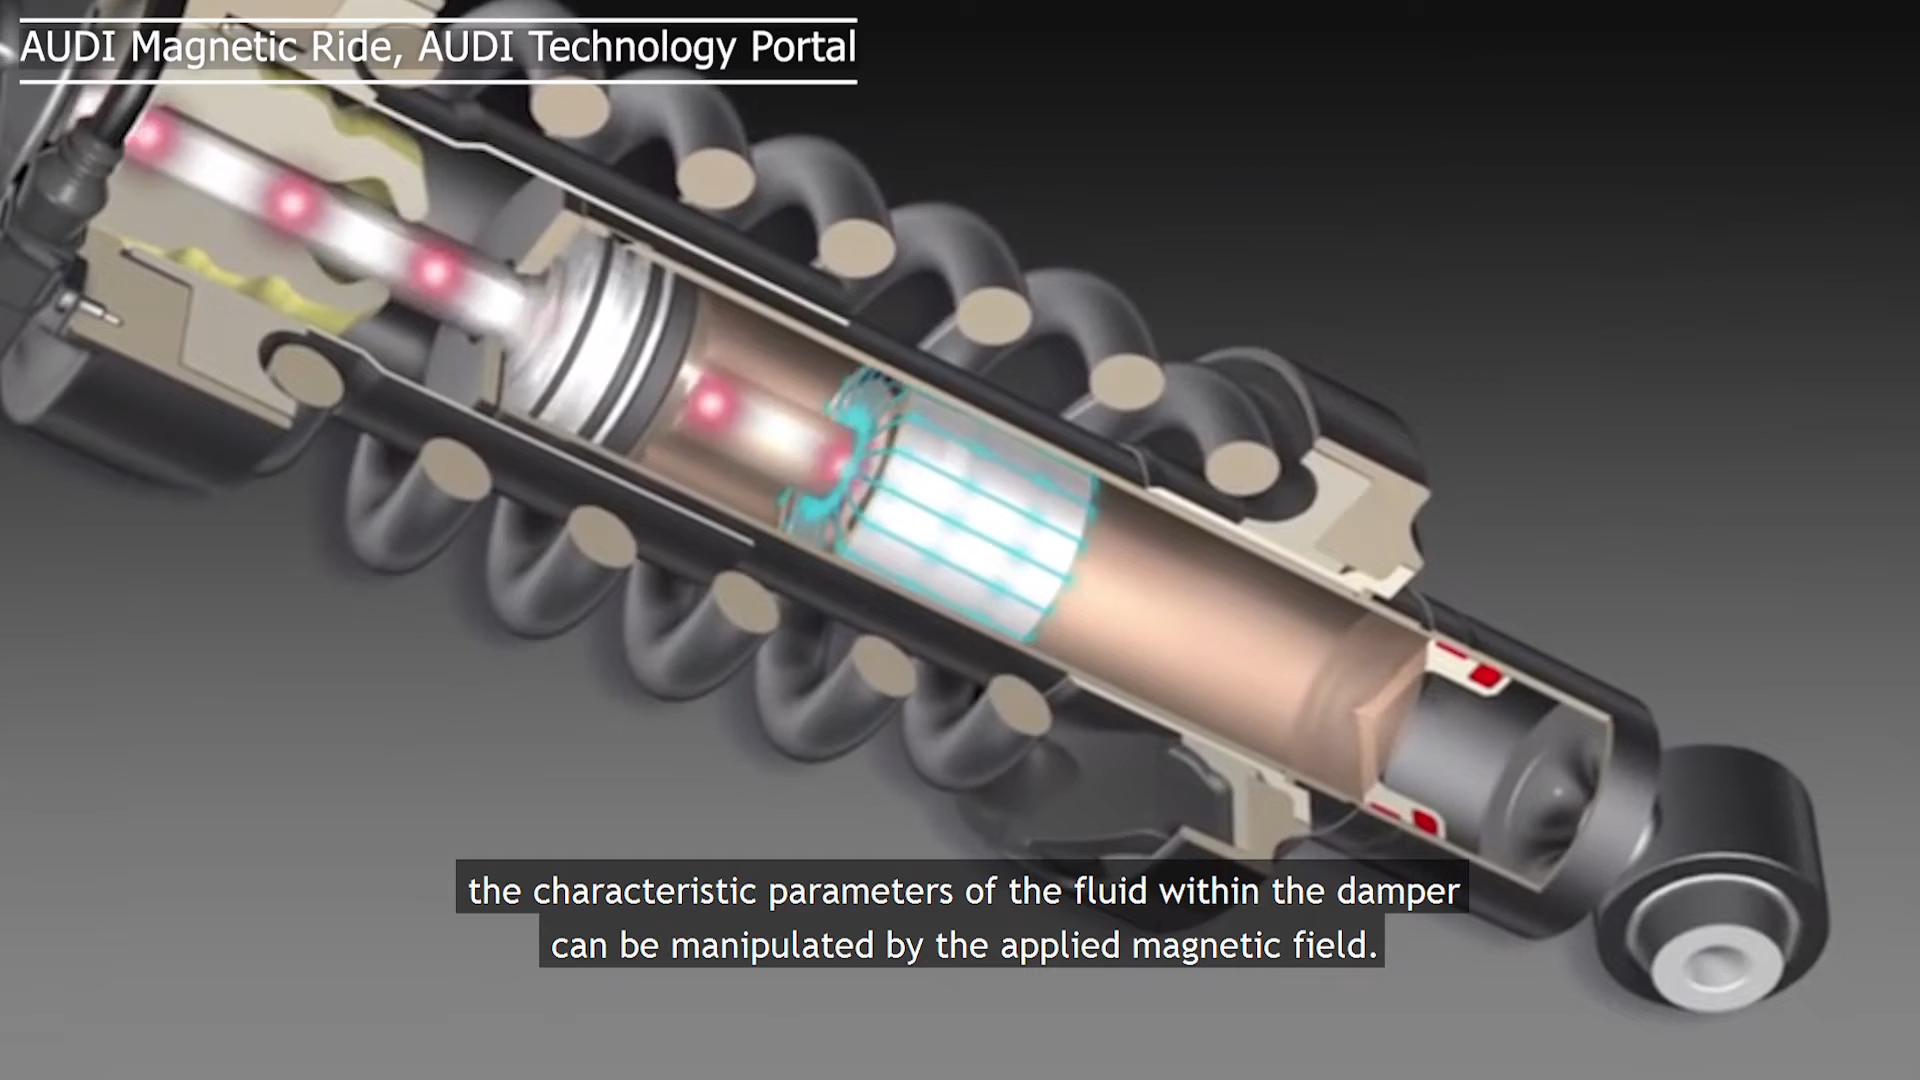 AUDI Magnetic Ride, AUDI Technology Portal
the characteristic parameters of the fluid within the damper
can be manipulated by the applied magnetic field.